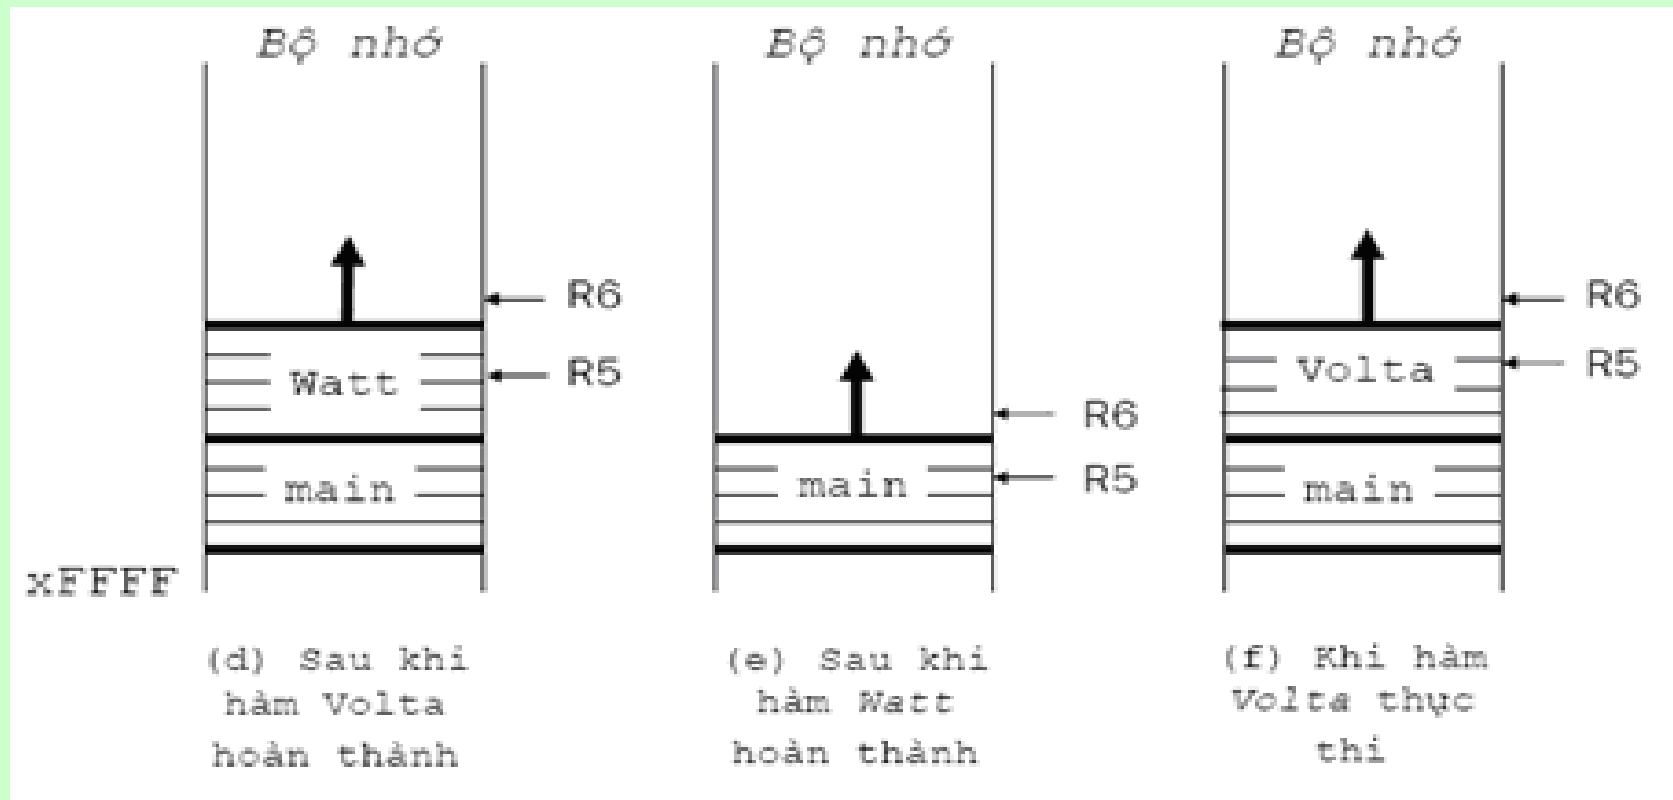 Bộ nhớ
R6
Watt
R5
main
xFFFF
(d) Sau khi
hàm Volta
hoàn thành
Bộ nhớ
R6
main
R5
(e) Sau khi
hàm Watt
hoàn thành
Bộ nhớ
R6
Volta
R5
main
(f) Khi hàm
Volta thực
thi